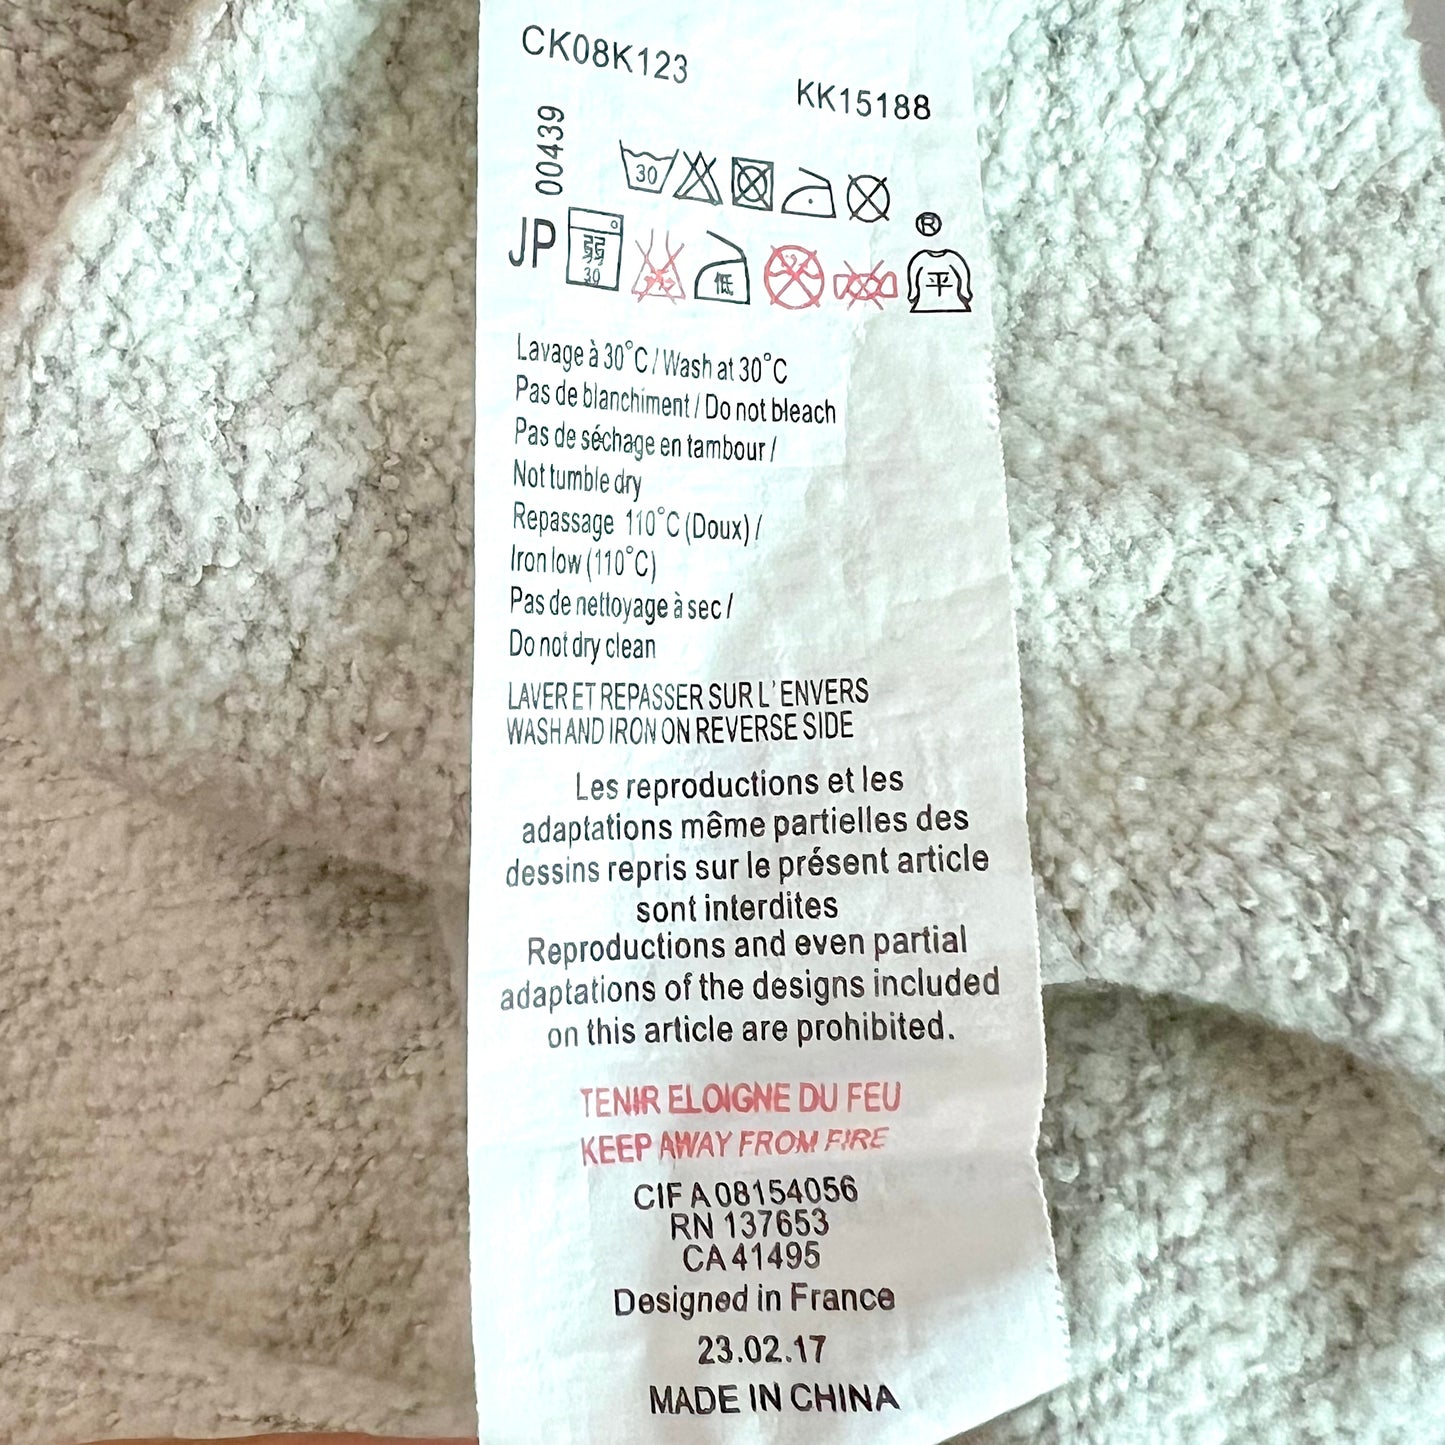 CK08K123
KK15188
00439
30
®
JP
弱
30
低
平
Lavage à 30°C / Wash at 30°C
Pas de blanchiment / Do not bleach
Pas de séchage en tambour /
Not tumble dry
Repassage 110°C (Doux) /
Iron low (110°C)
Pas de nettoyage à sec /
Do not dry clean
LAVER ET REPASSER SUR L'ENVERS
WASH AND IRON ON REVERSE SIDE
Les reproductions et les
adaptations même partielles des
dessins repris sur le présent article
sont interdites
Reproductions and even partial
adaptations of the designs included
on this article are prohibited.
TENIR ELOIGNE DU FEU
KEEP AWAY FROM FIRE
CIF A08154056
RN 137653
CA 41495
Designed in France
23.02.17
MADE IN CHINA